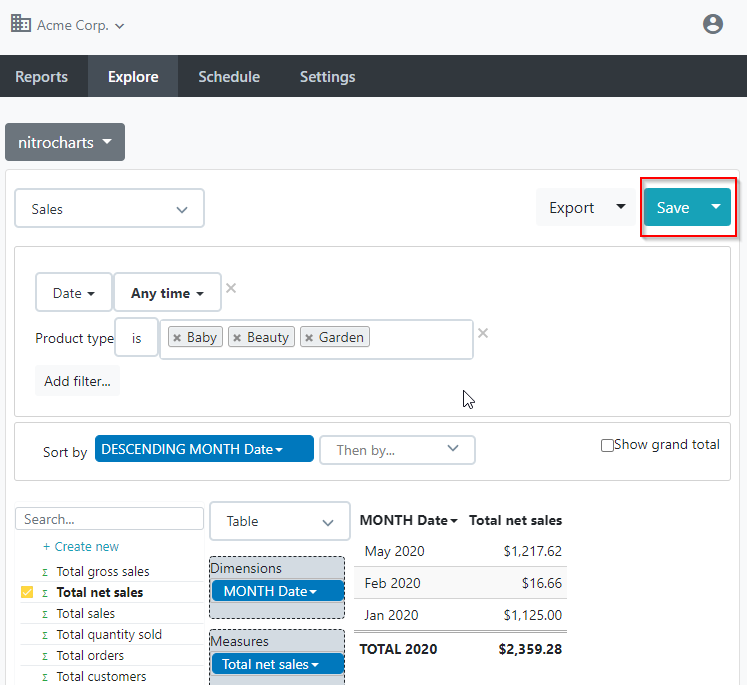 Acme Corp.
Reports Explore Schedule Settings
nitrocharts
Sales Export Save
Date Any time
Product type is Baby Beauty Garden
Add filter...
Sort by DESCENDING MONTH Date Then by... Show grand total
Search... Table MONTH Date Total net sales
+ Create new May 2020 $1,217.62
Σ Total gross sales Dimensions Feb 2020 $16.66
Σ Total net sales MONTH Date
Σ Total sales Jan 2020 $1,125.00
Σ Total quantity sold Measures TOTAL 2020 $2,359.28
Σ Total orders Total net sales
Σ Total customers